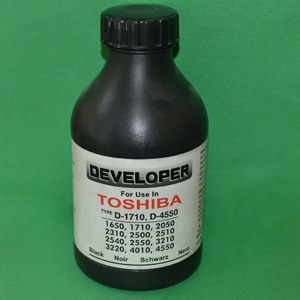 DEVELOPER
For Use In
TOSHIBA
TYPE D-1710, D-4550
1650, 1710, 2050
2310, 2500, 2510
2540, 2550, 3210
3220, 4010, 4550
Black Noir Schwarz Nero